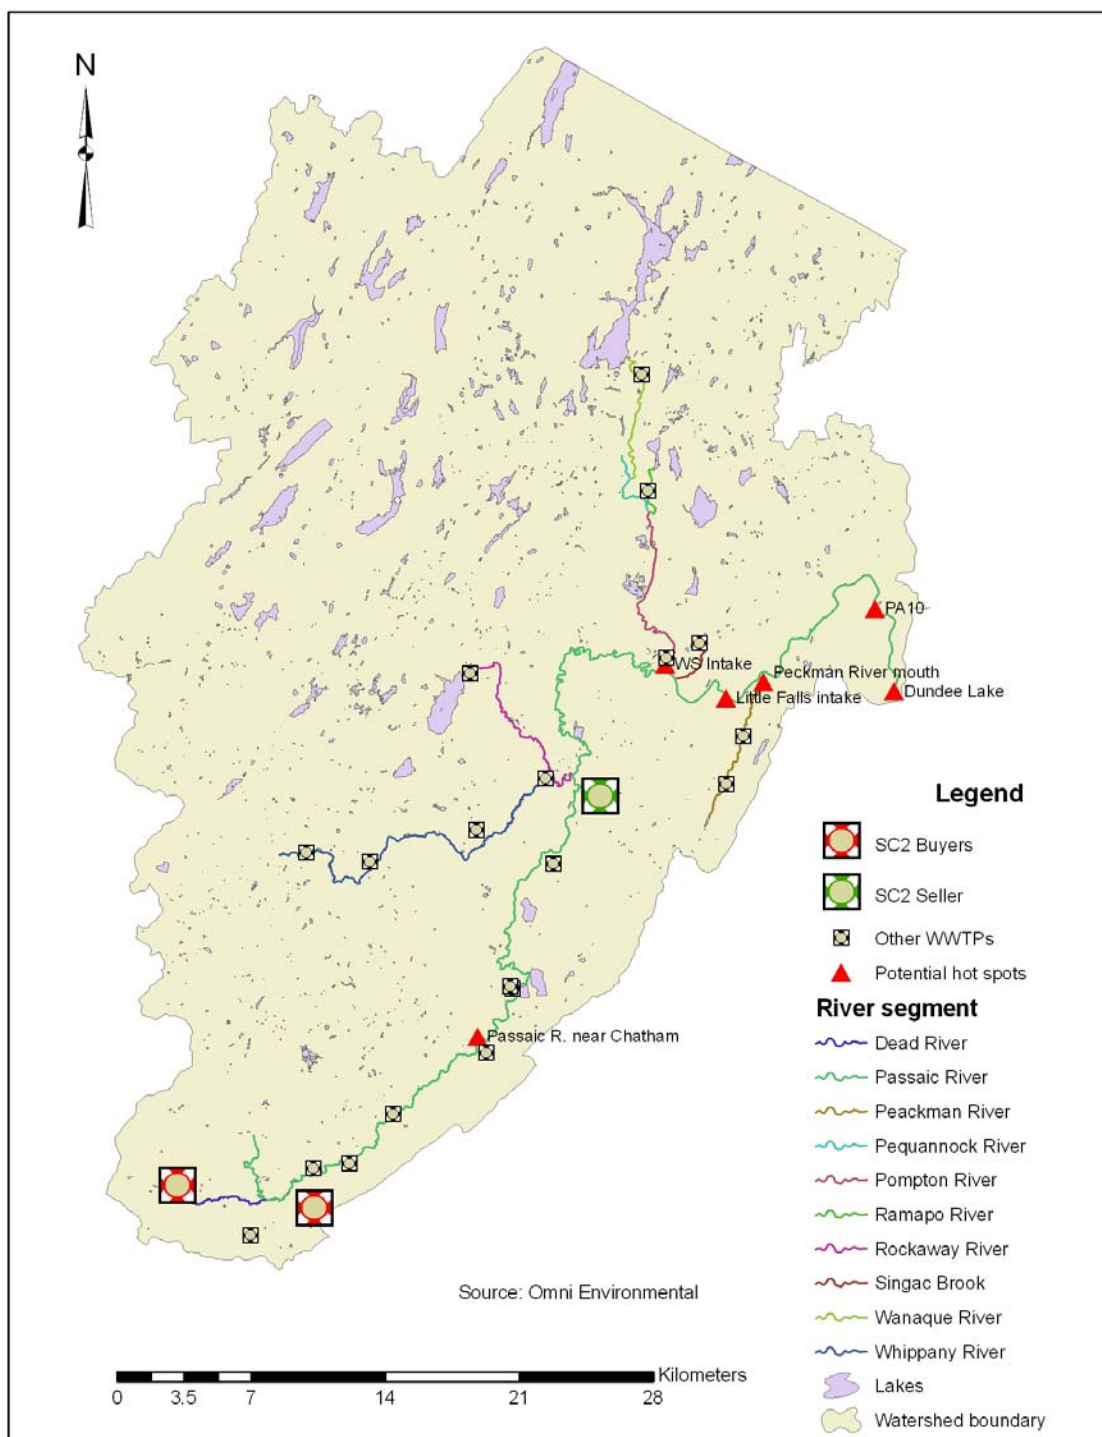 N
PA10
WS Intake
Peckman River mouth
Little Falls intake
Dundee Lake
Passaic R. near Chatham
Legend
SC2 Buyers
SC2 Seller
Other WWTPs
Potential hot spots
River segment
Dead River
Passaic River
Peackman River
Pequannock River
Pompton River
Ramapo River
Rockaway River
Singac Brook
Wanaque River
Whippany River
Lakes
Watershed boundary
Source: Omni Environmental
Kilometers
0 3.5 7 14 21 28